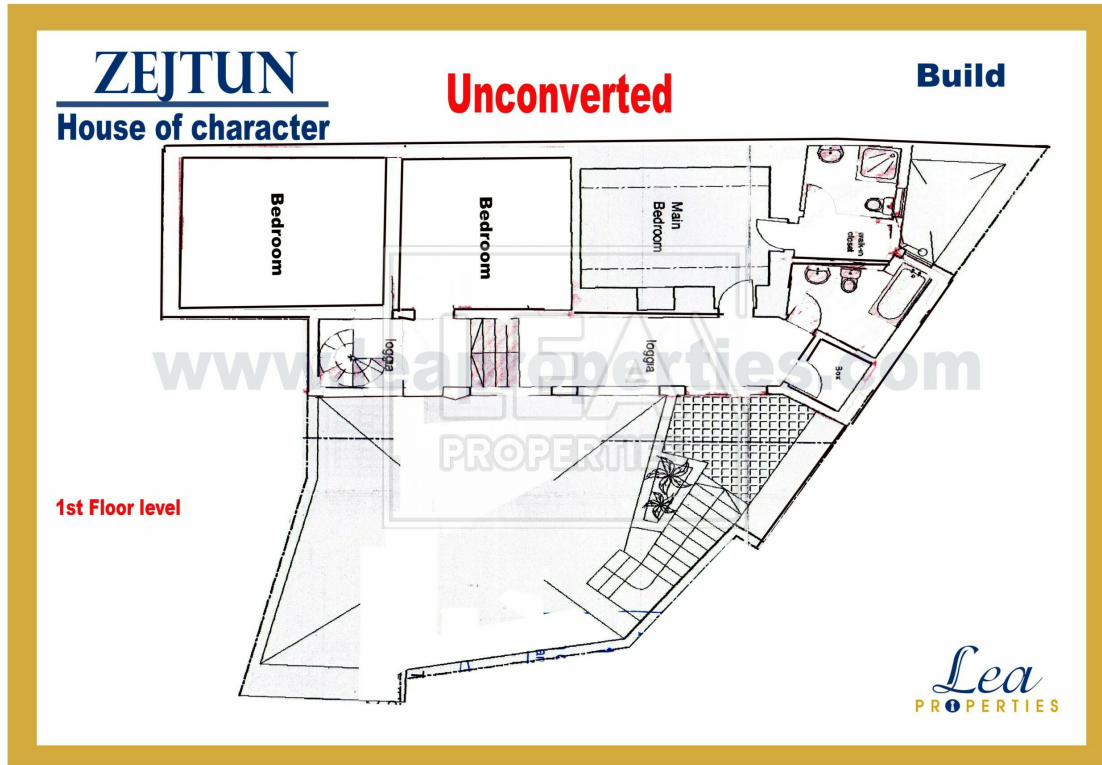 ZEJTUN
House of character
Unconverted
Build
Bedroom
Bedroom
Main
Bedroom
walk-in
closet
loggia
loggia
Box
www.leaproperties.com
LEA
PROPERTIES
1st Floor level
Lea
PROPERTIES